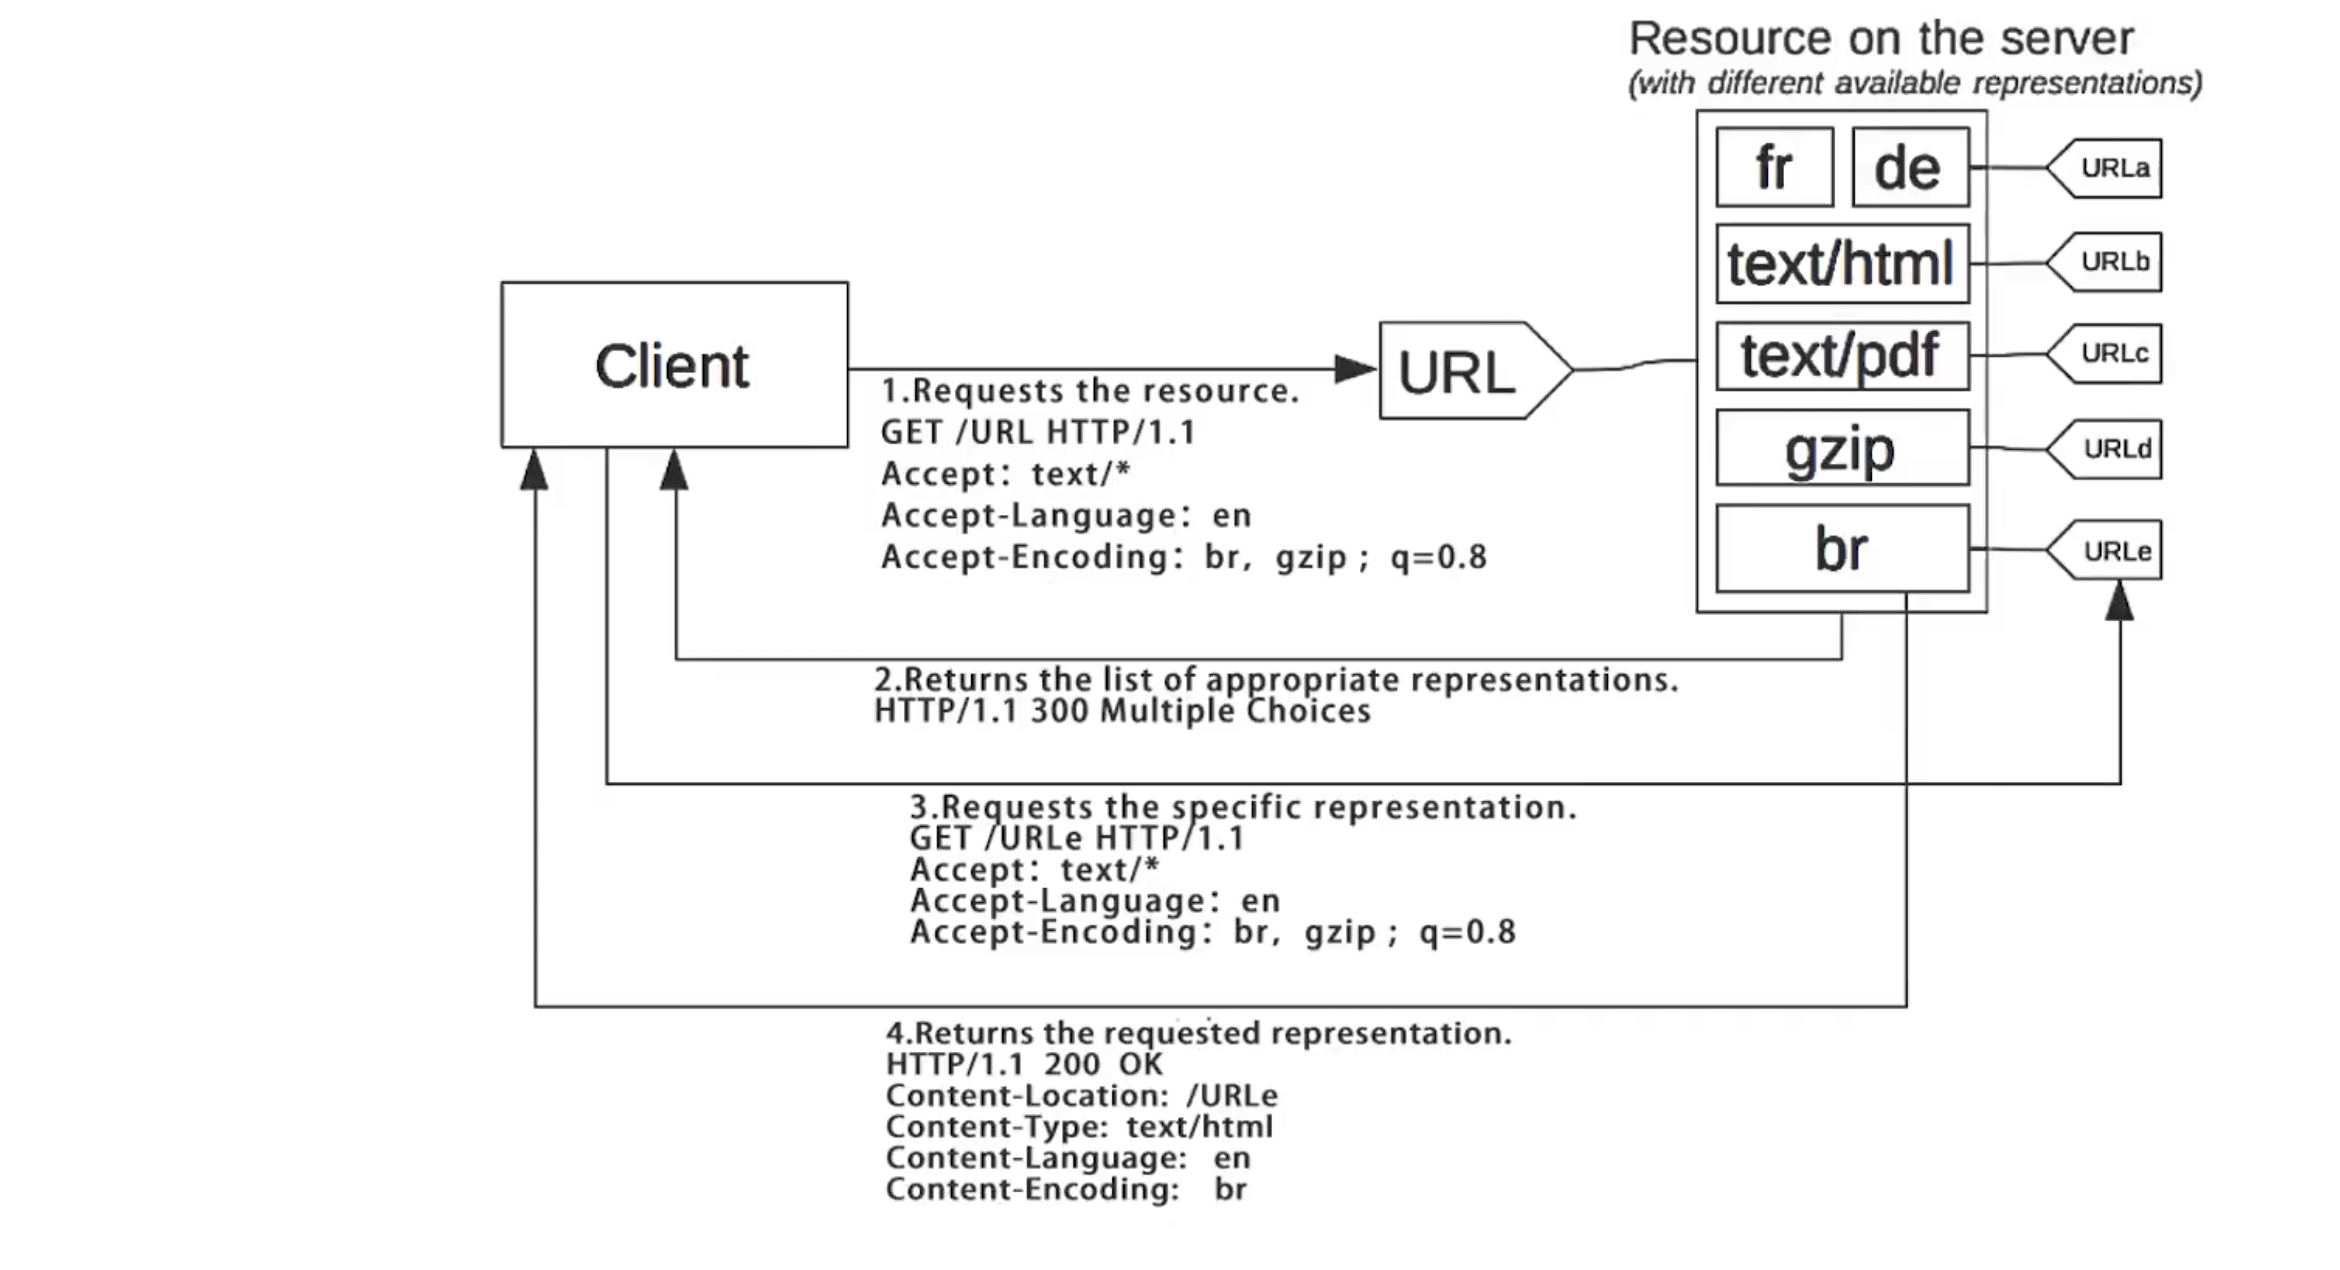 Resource on the server
(with different available representations)
fr
de
URLa
text/html
URLb
Client
URL
text/pdf
URLc
1.Requests the resource.
GET /URL HTTP/1.1
Accept: text/*
Accept-Language: en
Accept-Encoding: br, gzip ; q=0.8
gzip
URLd
br
URLe
2.Returns the list of appropriate representations.
HTTP/1.1 300 Multiple Choices
3.Requests the specific representation.
GET /URLe HTTP/1.1
Accept: text/*
Accept-Language: en
Accept-Encoding: br, gzip ; q=0.8
4.Returns the requested representation.
HTTP/1.1 200 OK
Content-Location: /URLe
Content-Type: text/html
Content-Language: en
Content-Encoding: br